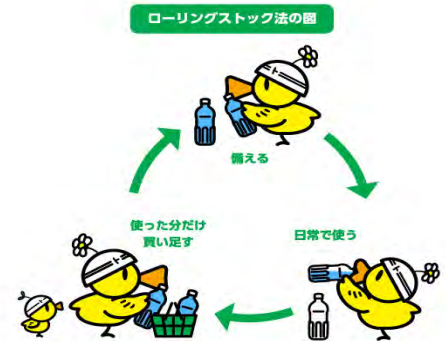 ローリングストック法の図
備える
日常で使う
使った分だけ
買い足す